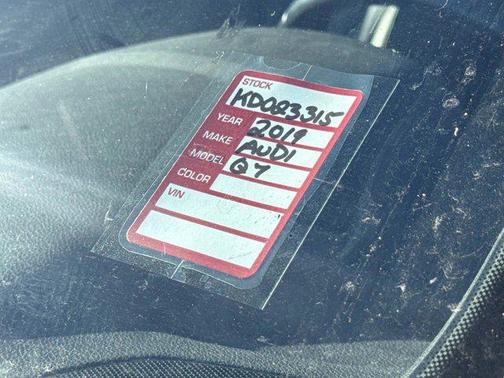 STOCK
KD083315
YEAR 2019
MAKE AUDI
MODEL Q7
COLOR
VIN